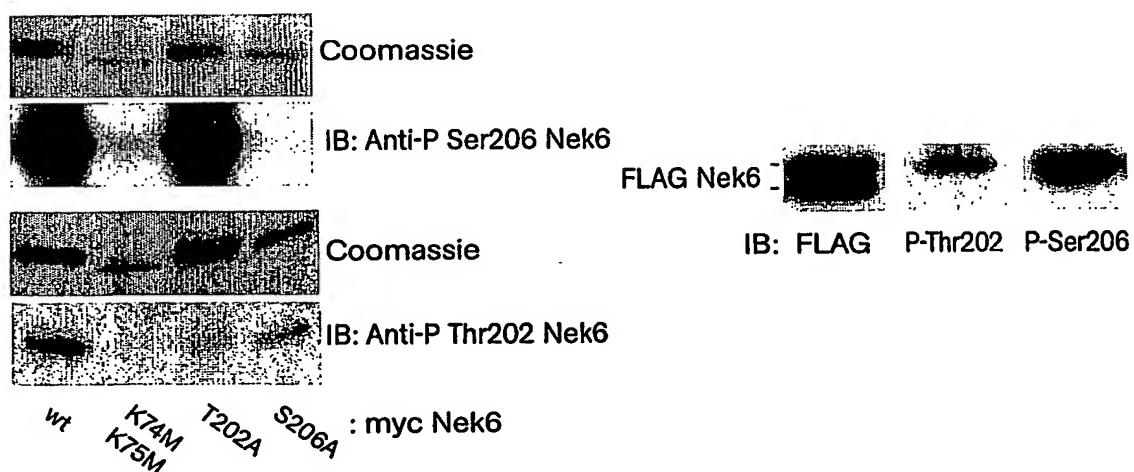 Coomassie
IB: Anti-P Ser206 Nek6
Coomassie
IB: Anti-P Thr202 Nek6
wt
K74M
K75M
T202A
S206A
: myc Nek6
FLAG Nek6
IB: FLAG P-Thr202 P-Ser206